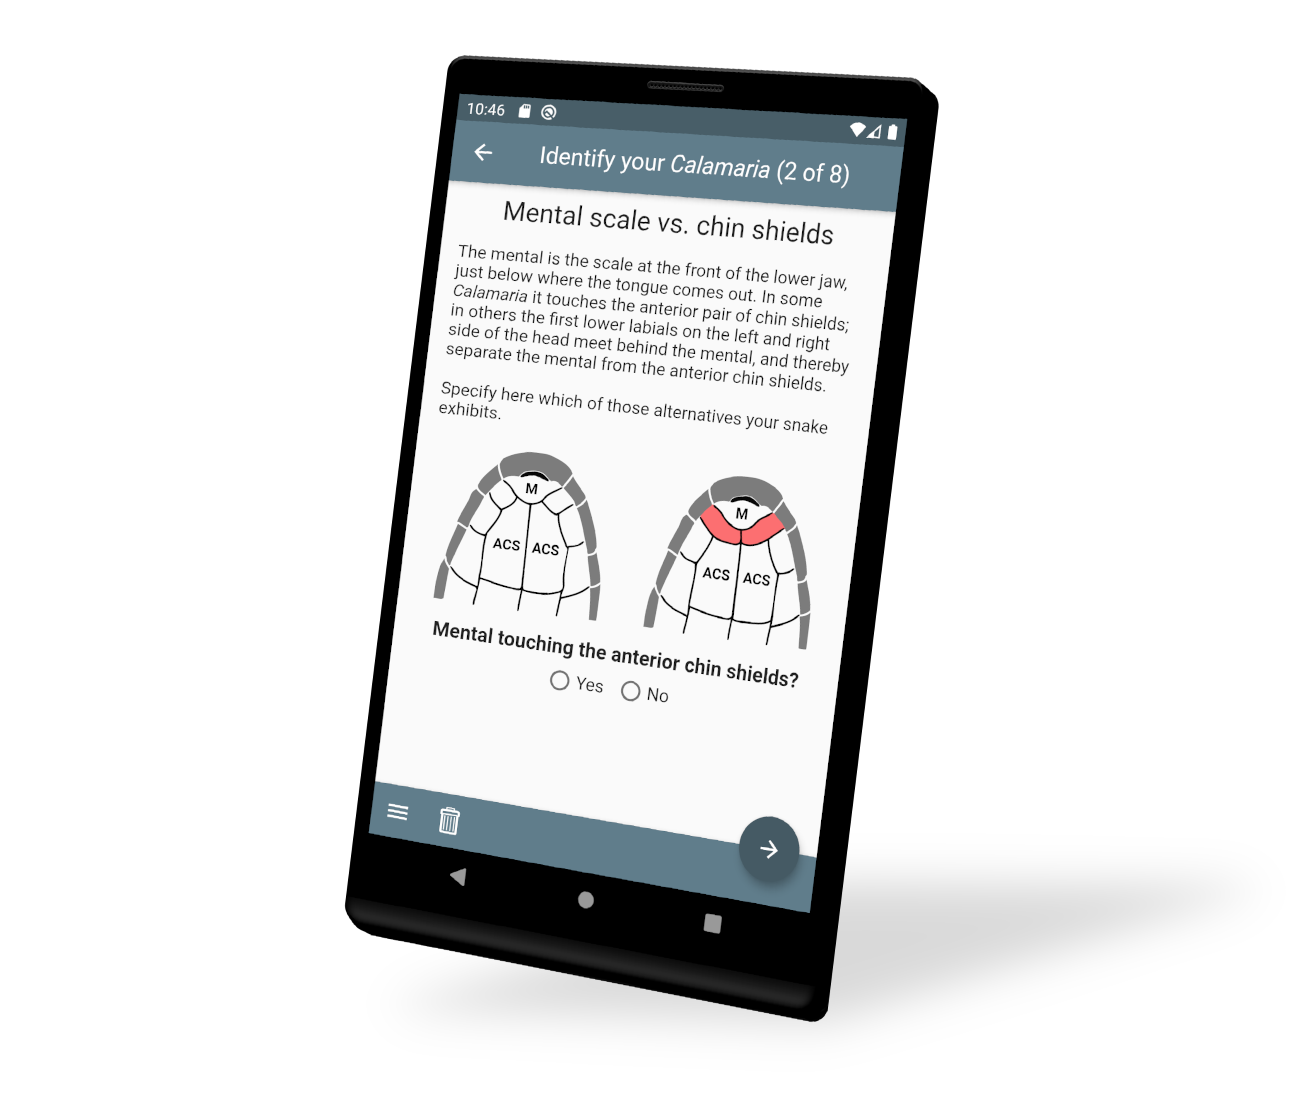 10:46
Identify your Calamaria (2 of 8)
Mental scale vs. chin shields
The mental is the scale at the front of the lower jaw,
just below where the tongue comes out. In some
Calamaria it touches the anterior pair of chin shields;
in others the first lower labials on the left and right
side of the head meet behind the mental, and thereby
separate the mental from the anterior chin shields.
Specify here which of those alternatives your snake
exhibits.
M
ACS ACS
M
ACS ACS
Mental touching the anterior chin shields?
Yes No